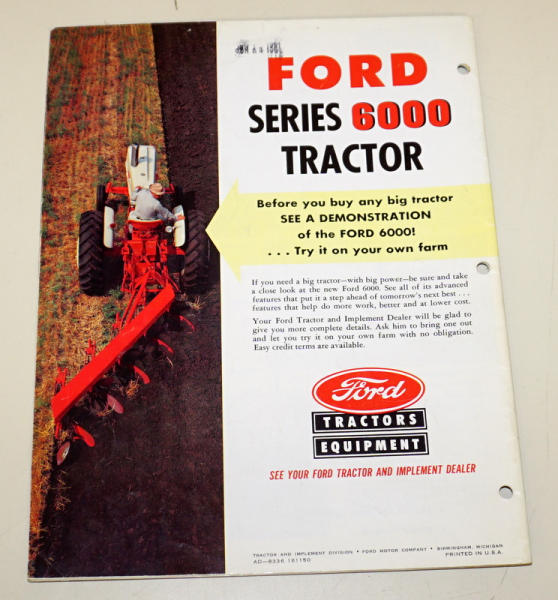 FORD
SERIES 6000
TRACTOR
Before you buy any big tractor
SEE A DEMONSTRATION
of the FORD 6000!
. . . Try it on your own farm
If you need a big tractor—with big power—be sure and take
a close look at the new Ford 6000. See all of its advanced
features that put it a step ahead of tomorrow's next best . . .
features that help do more work, better and at lower cost.
Your Ford Tractor and Implement Dealer will be glad to
give you more complete details. Ask him to bring one out
and let you try it on your own farm with no obligation.
Easy credit terms are available.
Ford
TRACTORS
EQUIPMENT
SEE YOUR FORD TRACTOR AND IMPLEMENT DEALER
TRACTOR AND IMPLEMENT DIVISION • FORD MOTOR COMPANY • BIRMINGHAM, MICHIGAN
AD—8336 (6)150 PRINTED IN U.S.A.